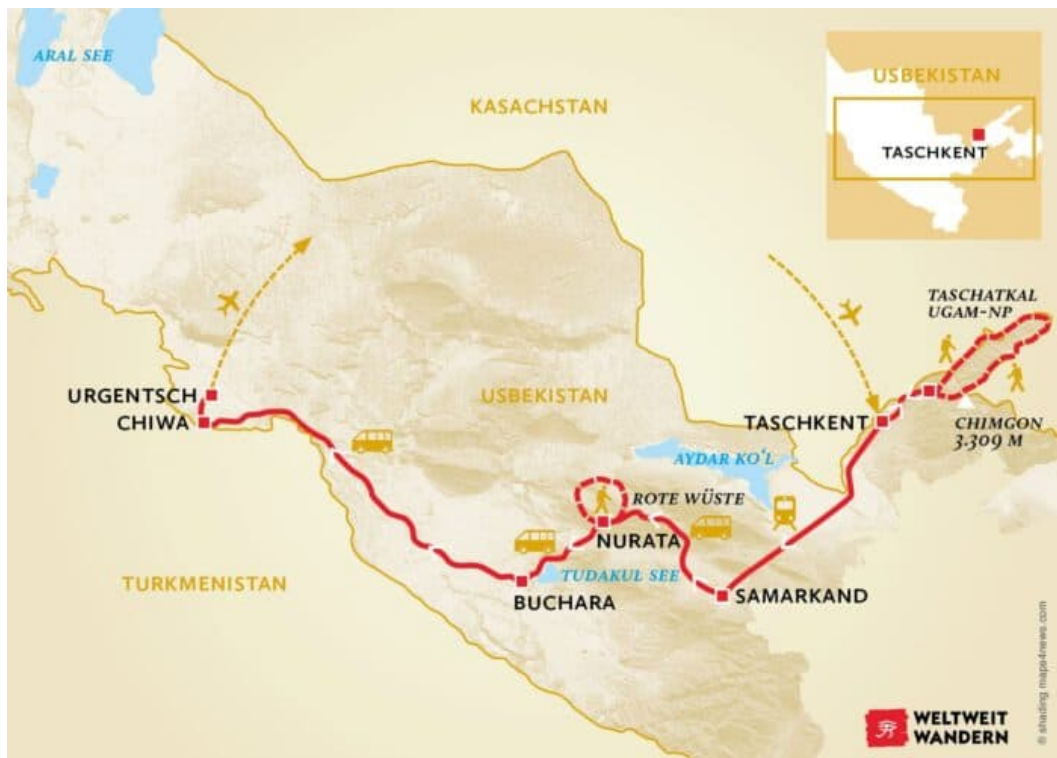 ARAL SEE
KASACHSTAN
USBEKISTAN
TASCHKENT
TASCHATKAL
UGAM-NP
URGENTSCH
CHIWA
USBEKISTAN
TASCHKENT
CHIMGON
3.309 M
AYDAR KO'L
ROTE WÜSTE
NURATA
TUDAKUL SEE
TURKMENISTAN
BUCHARA
SAMARKAND
WELTWEIT
WANDERN
© shading maps4news.com